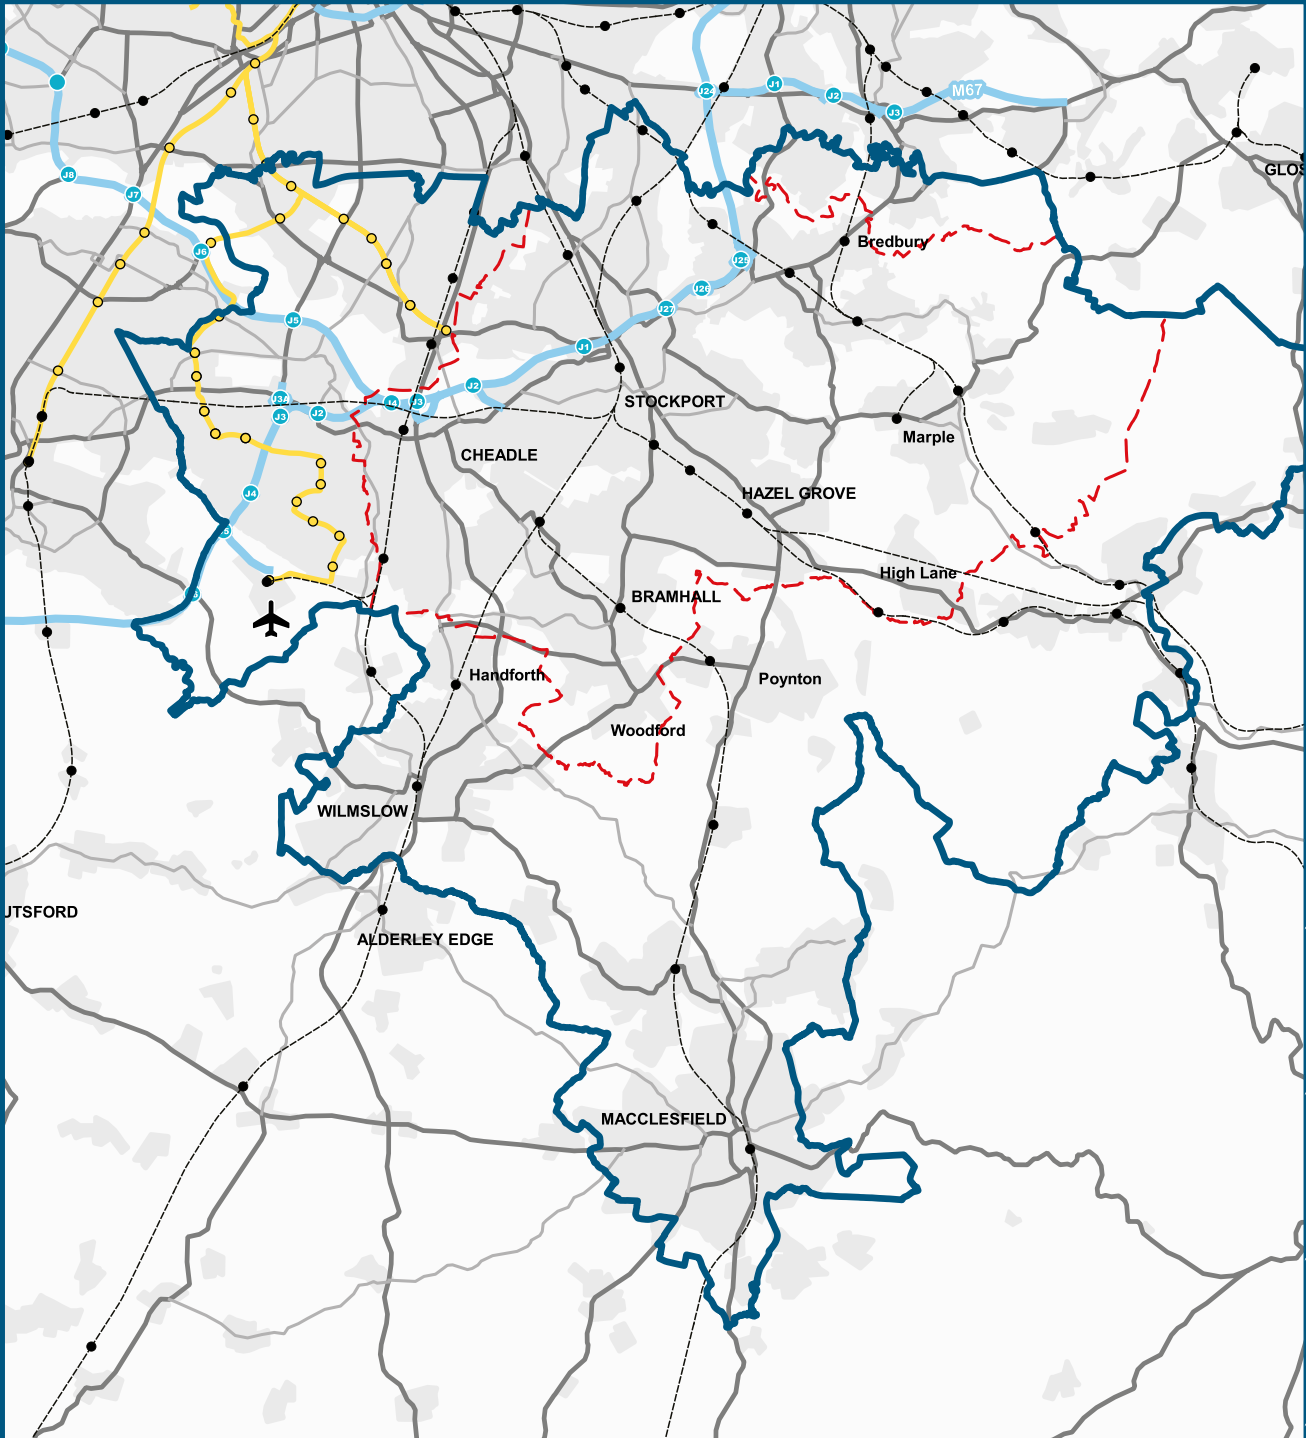 J24
J1
J2
M67
J3
GLOS
J8
J7
J6
Bredbury
J25
J26
J27
J5
J1
J2
J3A
J4
J3
J3
J2
STOCKPORT
Marple
CHEADLE
HAZEL GROVE
J4
High Lane
BRAMHALL
Handforth
Poynton
Woodford
WILMSLOW
UTSFORD
ALDERLEY EDGE
MACCLESFIELD